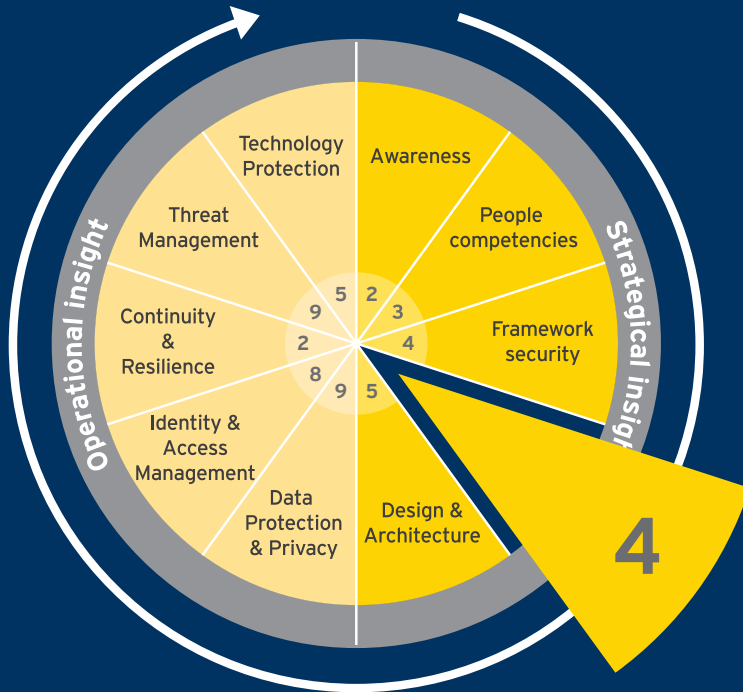 Technology
Protection
Awareness
Threat
Management
People
competencies
Operational insight
Strategical
5
2
9
3
Continuity
&
Resilience
2
4
Framework
security
8
9
5
Identity &
Access
Management
Data
Protection
& Privacy
Design &
Architecture
4